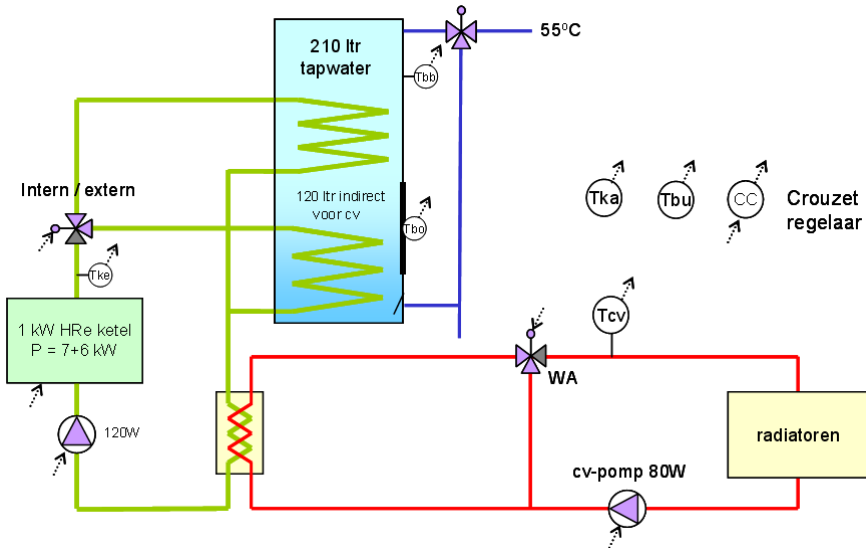 210 ltr
tapwater
55ºC
Tbb
120 ltr indirect
voor cv
Tbo
Intern / extern
Tke
1 kW HRe ketel
P = 7+6 kW
120W
Tka
Tbu
CC
Crouzet
regelaar
Tcv
WA
radiatoren
cv-pomp 80W